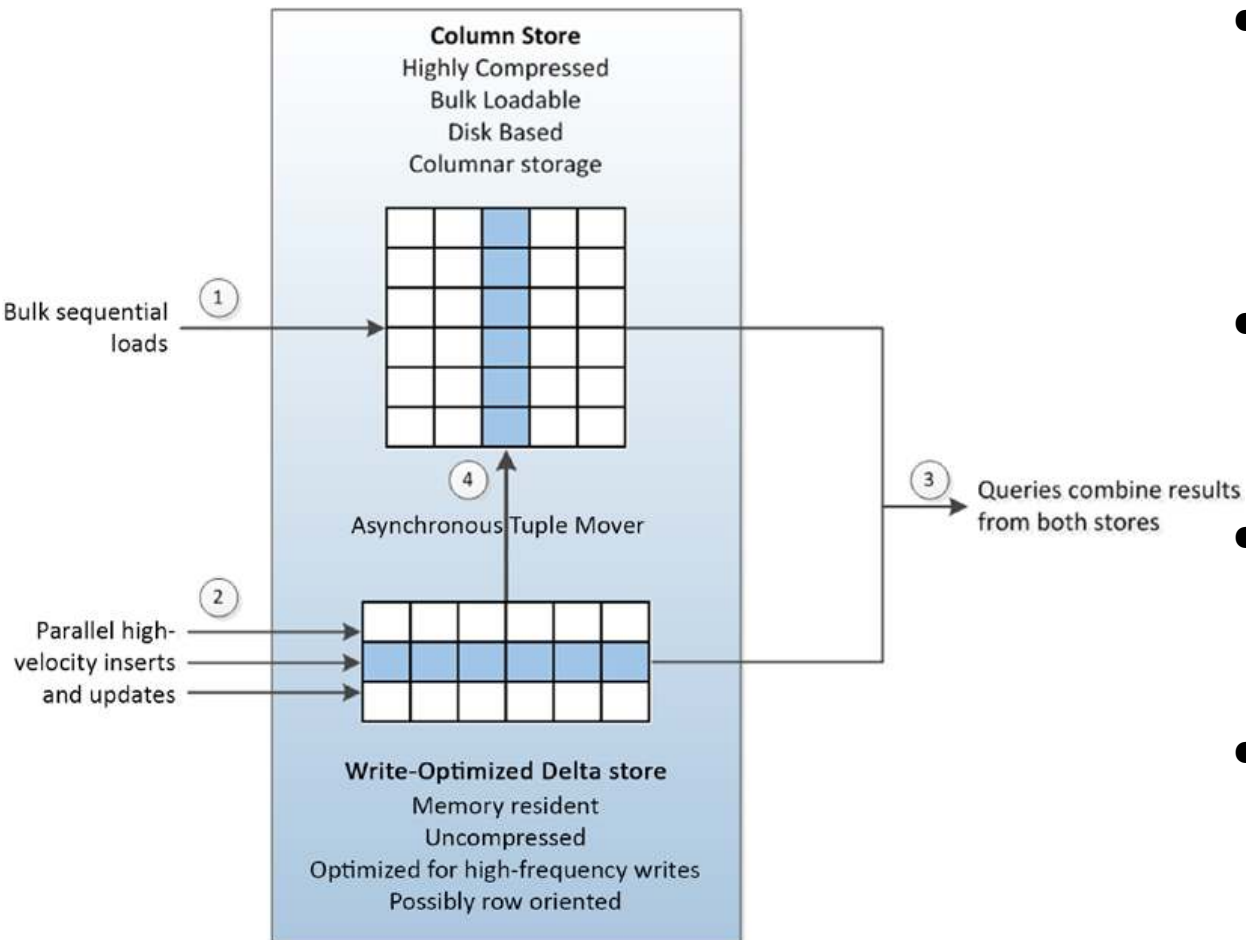 Column Store
Highly Compressed
Bulk Loadable
Disk Based
Columnar storage
1
Bulk sequential
loads
4
3
Queries combine results
from both stores
Asynchronous Tuple Mover
2
Parallel high-
velocity inserts
and updates
Write-Optimized Delta store
Memory resident
Uncompressed
Optimized for high-frequency writes
Possibly row oriented